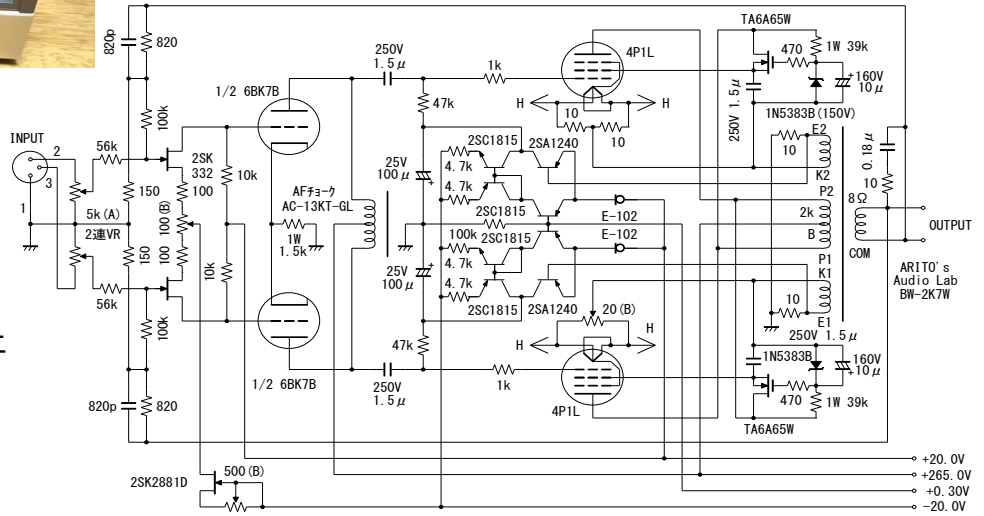 820p
820
100k
INPUT
2
3
1
56k
5k(A)
2連VR
150
150
56k
100k
820p
820
2SK
332
100
100(B)
100
10k
10k
1/2 6BK7B
1/2 6BK7B
AFチョーク
AC-13KT-GL
1W
1.5k
250V
1.5μ
250V
1.5μ
1k
47k
25V
100μ
+
25V
100μ
+
47k
1k
4P1L
H
H
10
10
2SC1815
2SA1240
4.7k
4.7k
2SC1815
E-102
E-102
100k
2SC1815
4.7k
4.7k
2SC1815
2SA1240
20(B)
H
H
4P1L
TA6A65W
470
1W 39k
+160V
10μ
250V 1.5μ
1N5383B(150V)
E2
10
K2
P2
2k
B
P1
K1
10
E1
250V 1.5μ
1N5383B
160V
+10μ
470
1W 39k
TA6A65W
0.18μ
10
8Ω
COM
OUTPUT
ARITO's
Audio Lab
BW-2K7W
2SK2881D
500(B)
+20.0V
+265.0V
+0.30V
-20.0V